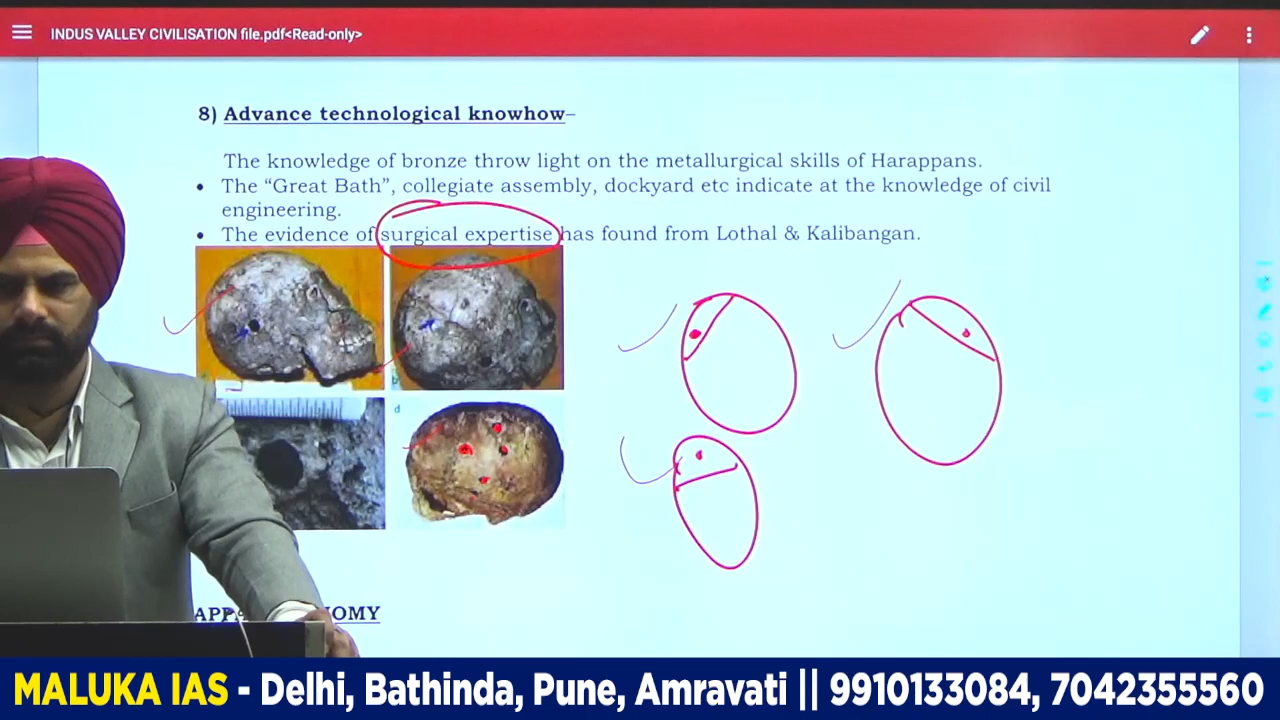 INDUS VALLEY CIVILISATION file.pdf<Read-only>
8) Advance technological knowhow–
The knowledge of bronze throw light on the metallurgical skills of Harappans.
• The “Great Bath”, collegiate assembly, dockyard etc indicate at the knowledge of civil
engineering.
• The evidence of surgical expertise has found from Lothal & Kalibangan.
d
MALUKA IAS - Delhi, Bathinda, Pune, Amravati || 9910133084, 7042355560